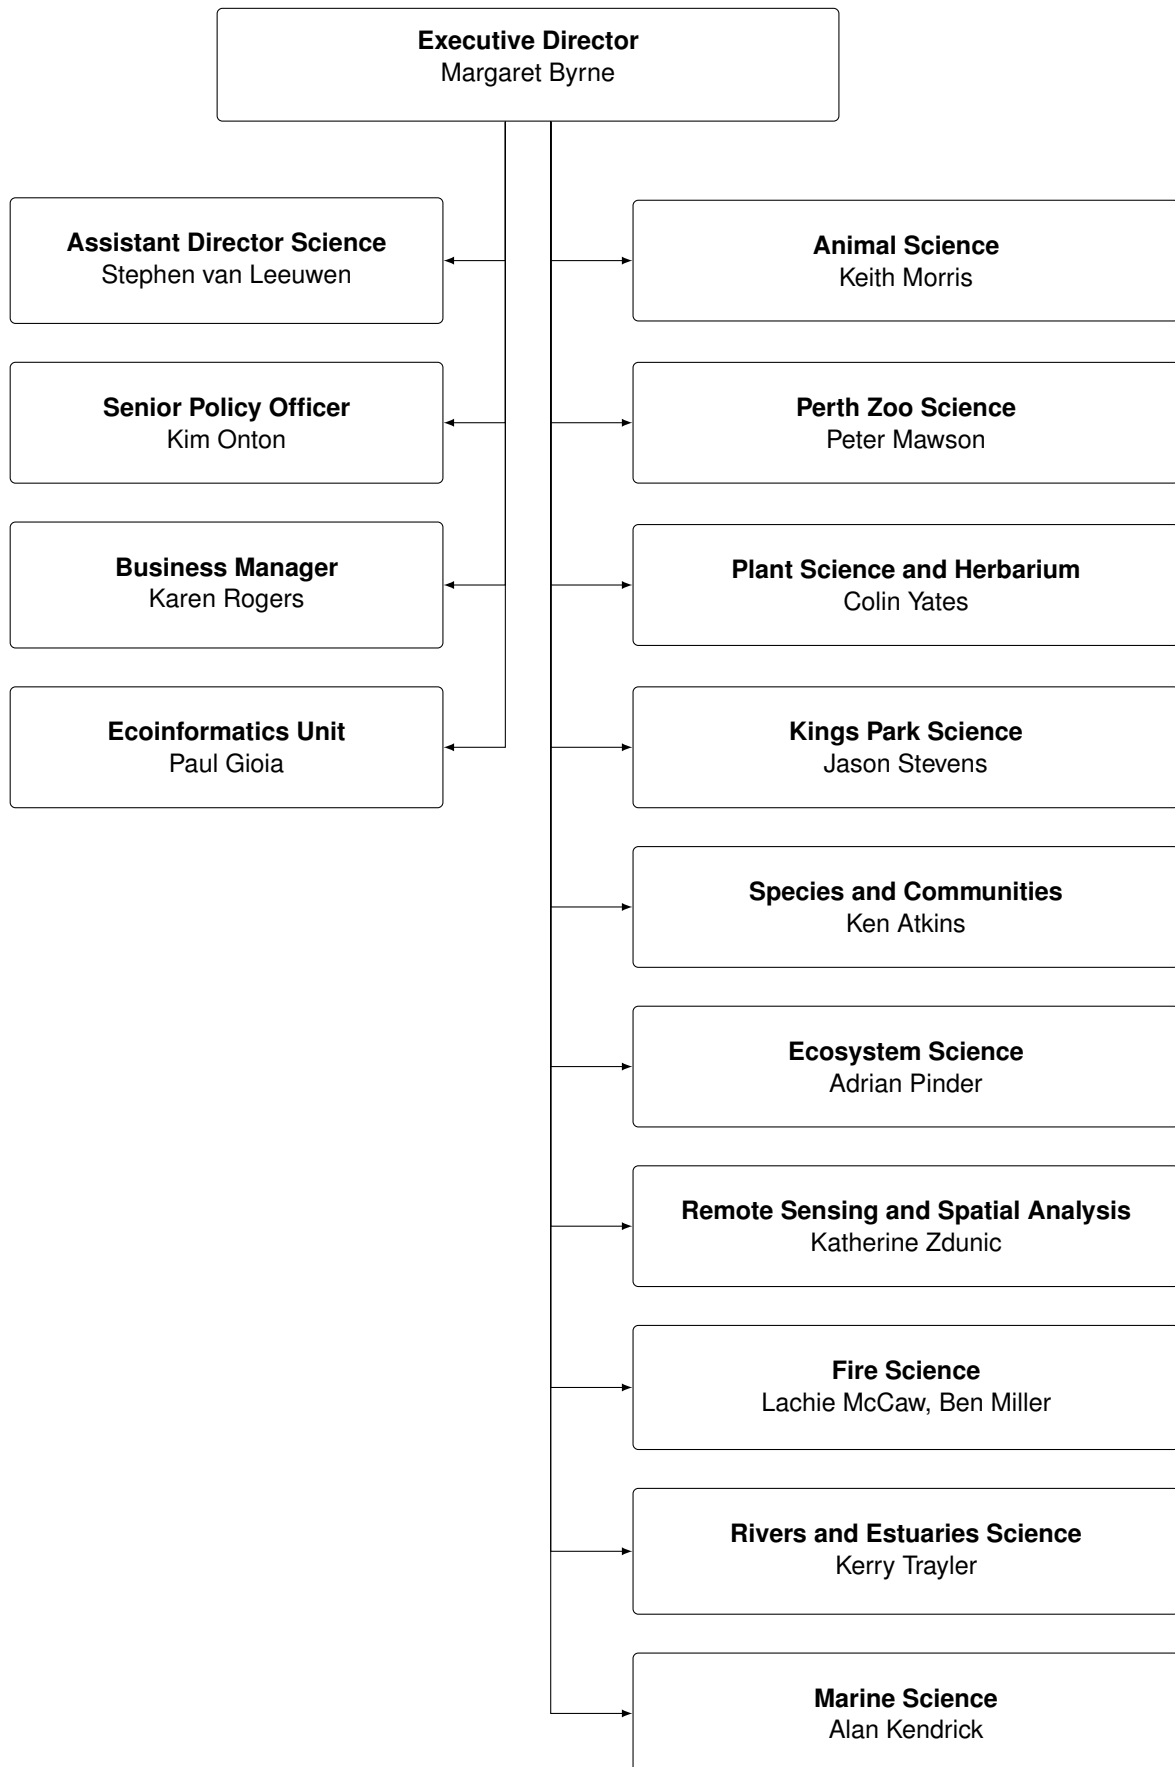 Executive Director
Margaret Byrne
Assistant Director Science
Stephen van Leeuwen
Senior Policy Officer
Kim Onton
Business Manager
Karen Rogers
Ecoinformatics Unit
Paul Gioia
Animal Science
Keith Morris
Perth Zoo Science
Peter Mawson
Plant Science and Herbarium
Colin Yates
Kings Park Science
Jason Stevens
Species and Communities
Ken Atkins
Ecosystem Science
Adrian Pinder
Remote Sensing and Spatial Analysis
Katherine Zdunic
Fire Science
Lachie McCaw, Ben Miller
Rivers and Estuaries Science
Kerry Trayler
Marine Science
Alan Kendrick